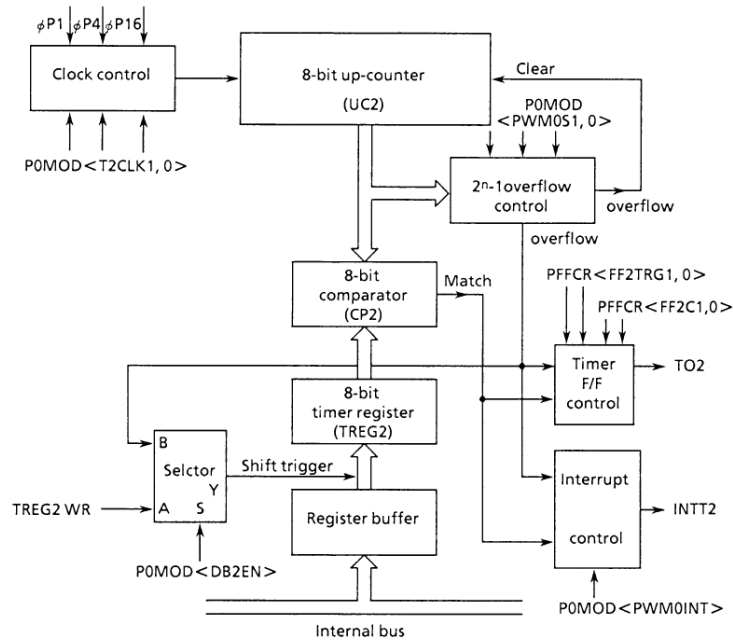 φP1 φP4 φP16
Clock control
P0MOD<T2CLK1, 0>
8-bit up-counter
(UC2)
Clear
P0MOD
<PWM0S1, 0>
2ⁿ-1overflow
control
overflow
overflow
8-bit
comparator
(CP2)
Match
PFFCR<FF2TRG1, 0>
PFFCR<FF2C1,0>
Timer
F/F
control
TO2
8-bit
timer register
(TREG2)
B
Selctor
Y
A S
Shift trigger
TREG2 WR
P0MOD<DB2EN>
Register buffer
Interrupt
control
INTT2
P0MOD<PWM0INT>
Internal bus